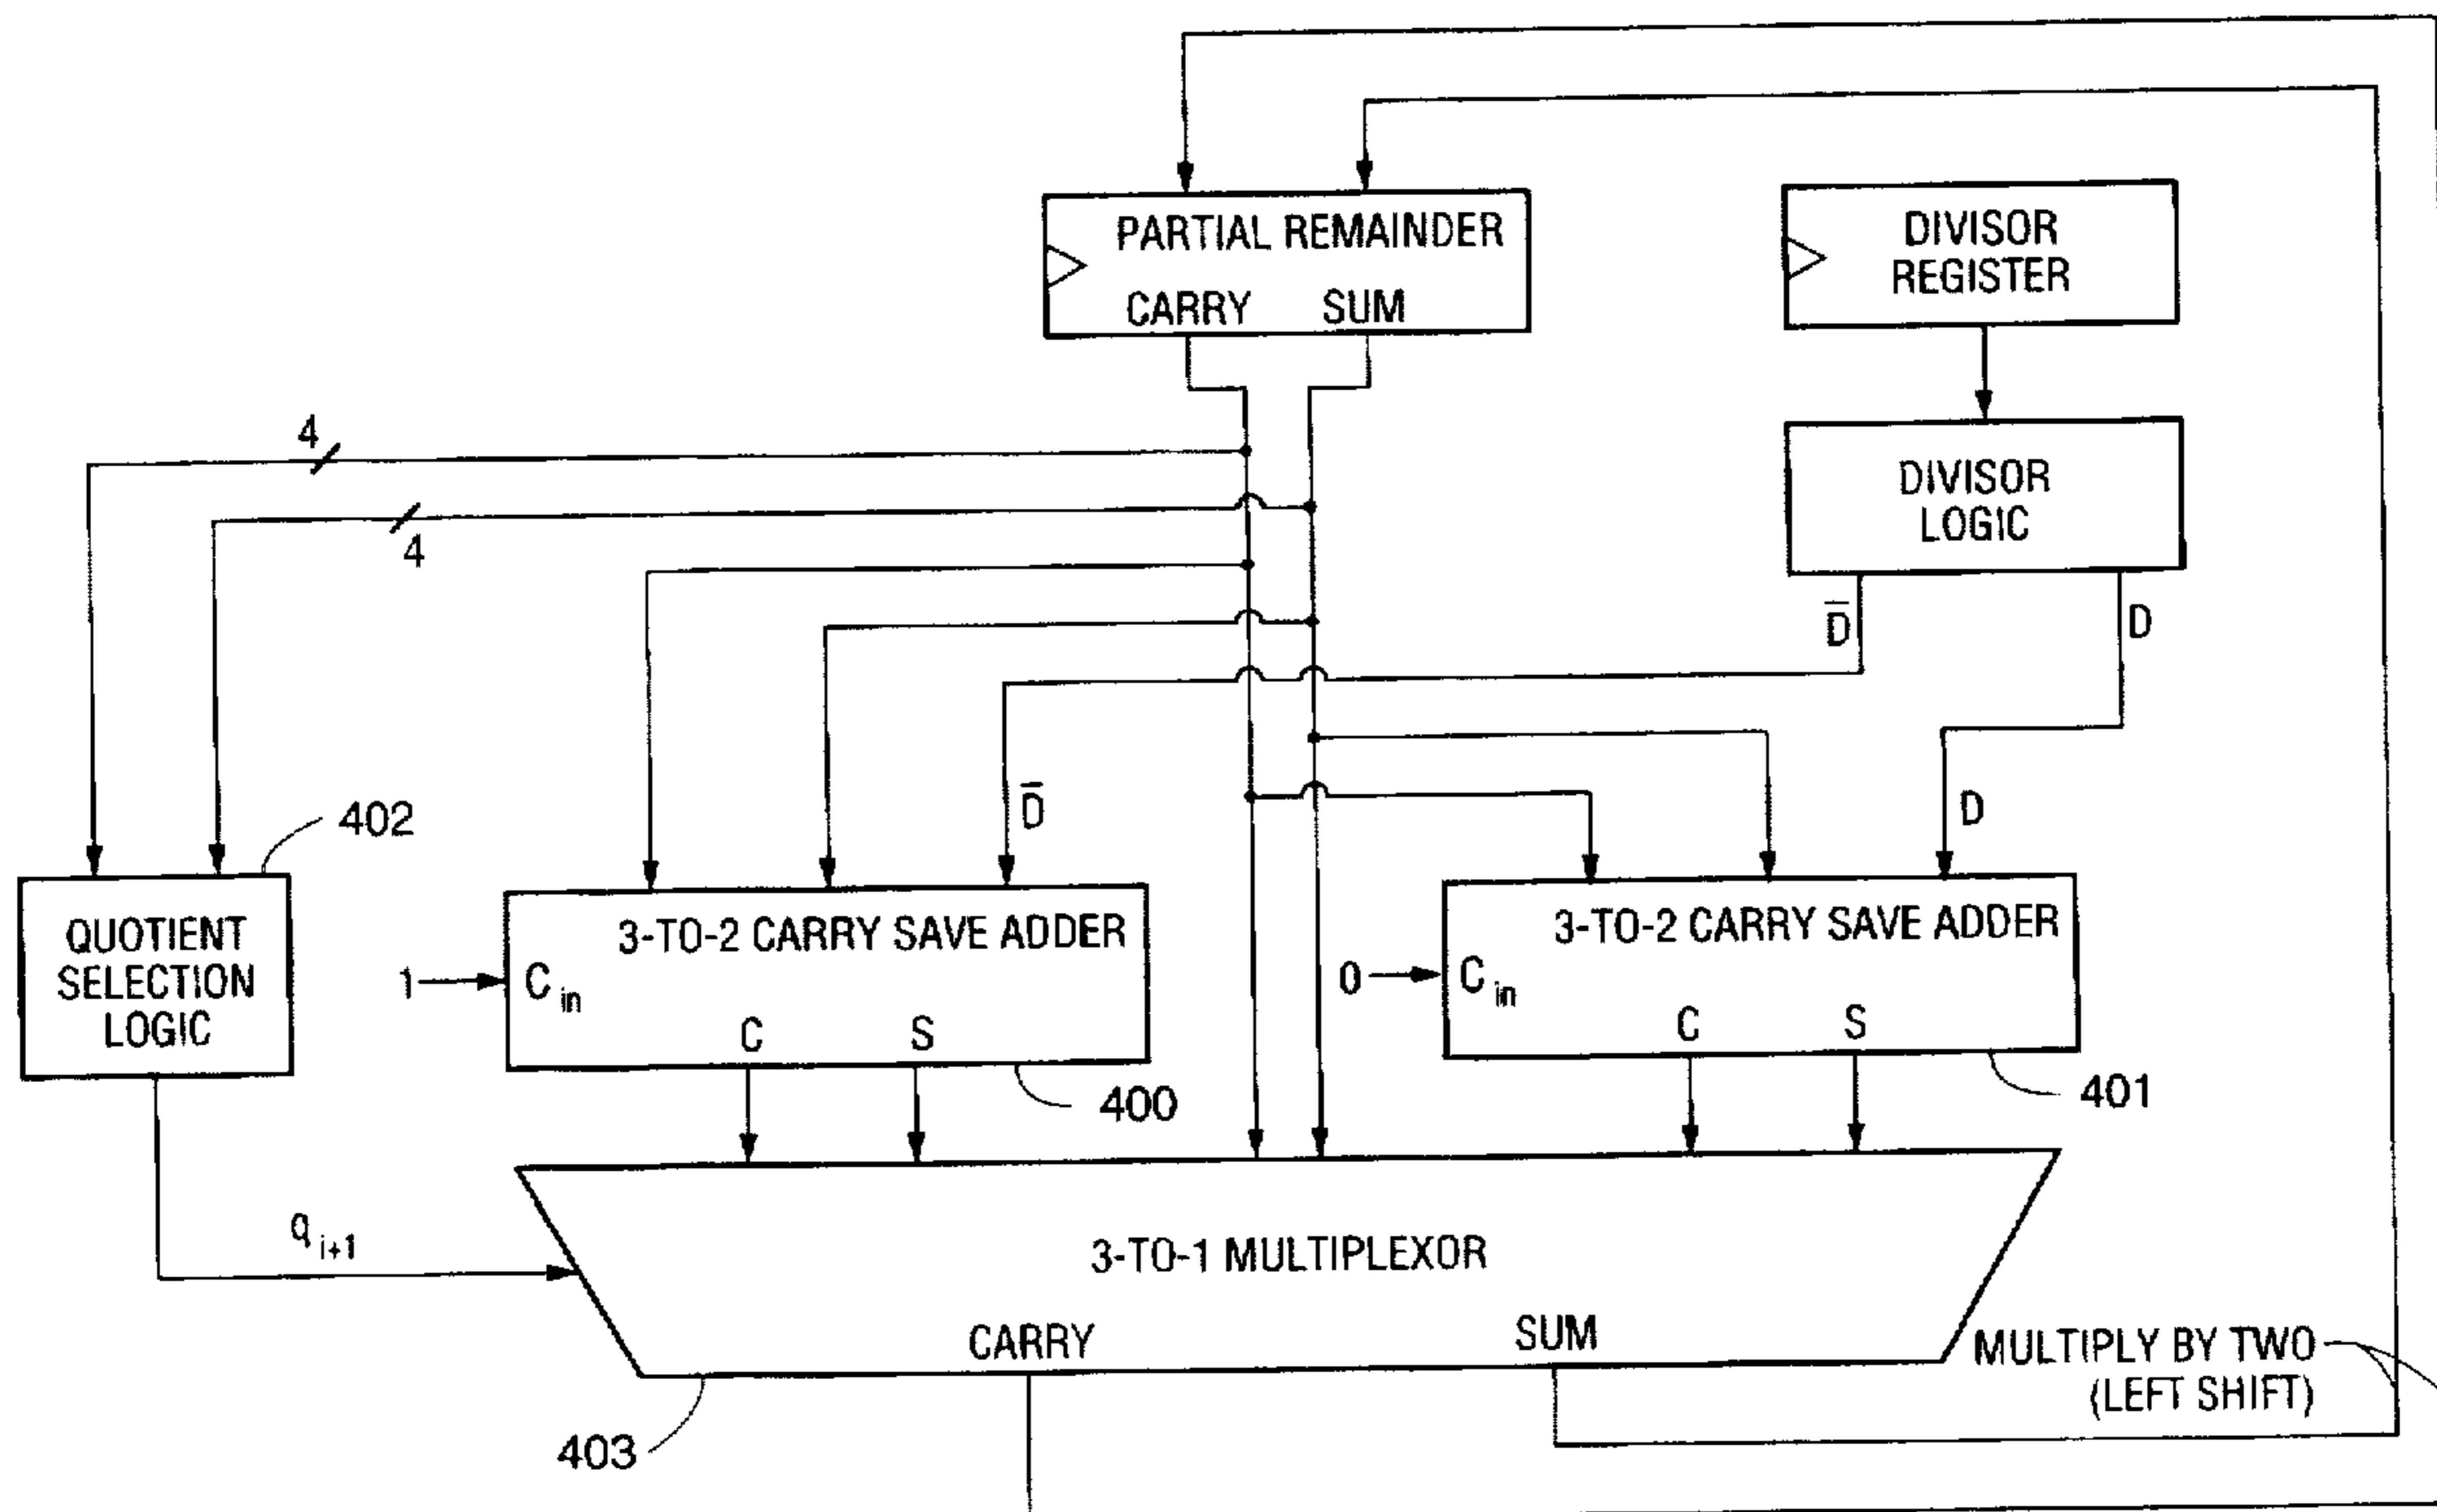 PARTIAL REMAINDER
CARRY SUM
DIVISOR
REGISTER
4
4
DIVISOR
LOGIC
D̅
D
D̅
D
402
QUOTIENT
SELECTION
LOGIC
3-TO-2 CARRY SAVE ADDER
1
C in
C S
400
3-TO-2 CARRY SAVE ADDER
0
C in
C S
401
q i+1
3-TO-1 MULTIPLEXOR
CARRY
SUM
403
MULTIPLY BY TWO
(LEFT SHIFT)